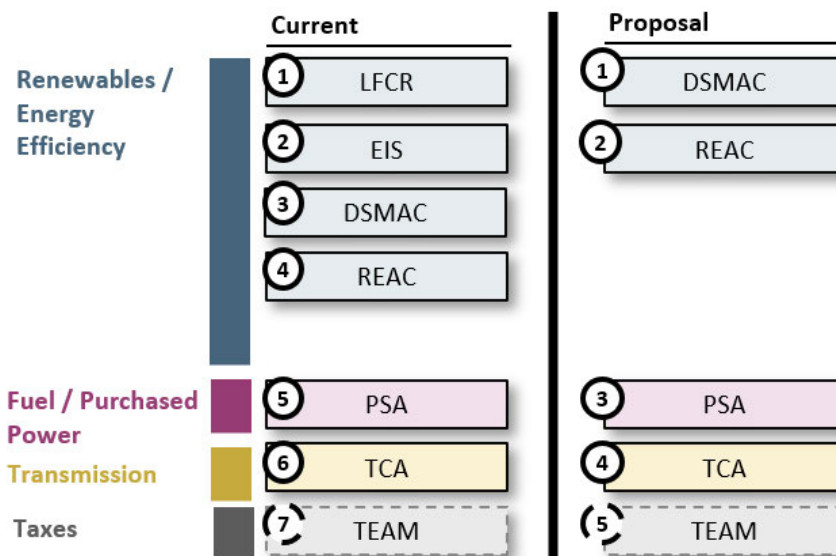 Current
Proposal
Renewables /
Energy
Efficiency
1 LFCR
1 DSMAC
2 EIS
2 REAC
3 DSMAC
4 REAC
Fuel / Purchased
Power
5 PSA
3 PSA
Transmission
6 TCA
4 TCA
Taxes
7 TEAM
5 TEAM